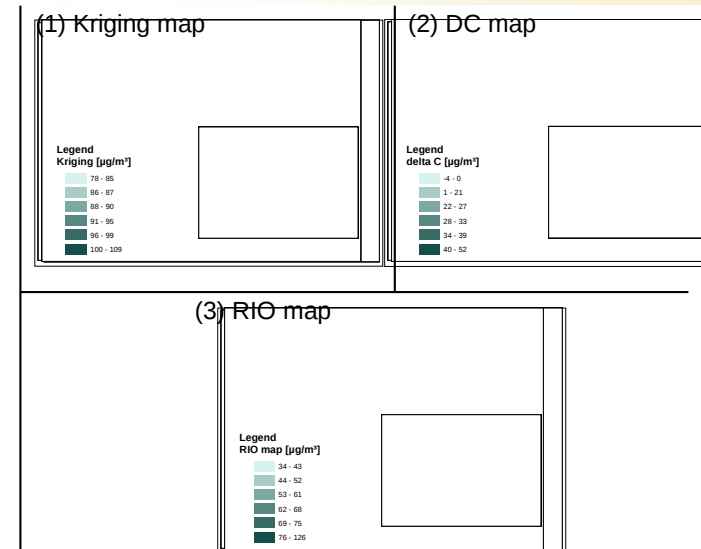 (1) Kriging map
Legend
Kriging [µg/m³]
78 - 85
86 - 87
88 - 90
91 - 95
96 - 99
100 - 109
(2) DC map
Legend
delta C [µg/m³]
-4 - 0
1 - 21
22 - 27
28 - 33
34 - 39
40 - 52
(3) RIO map
Legend
RIO map [µg/m³]
34 - 43
44 - 52
53 - 61
62 - 68
69 - 75
76 - 126